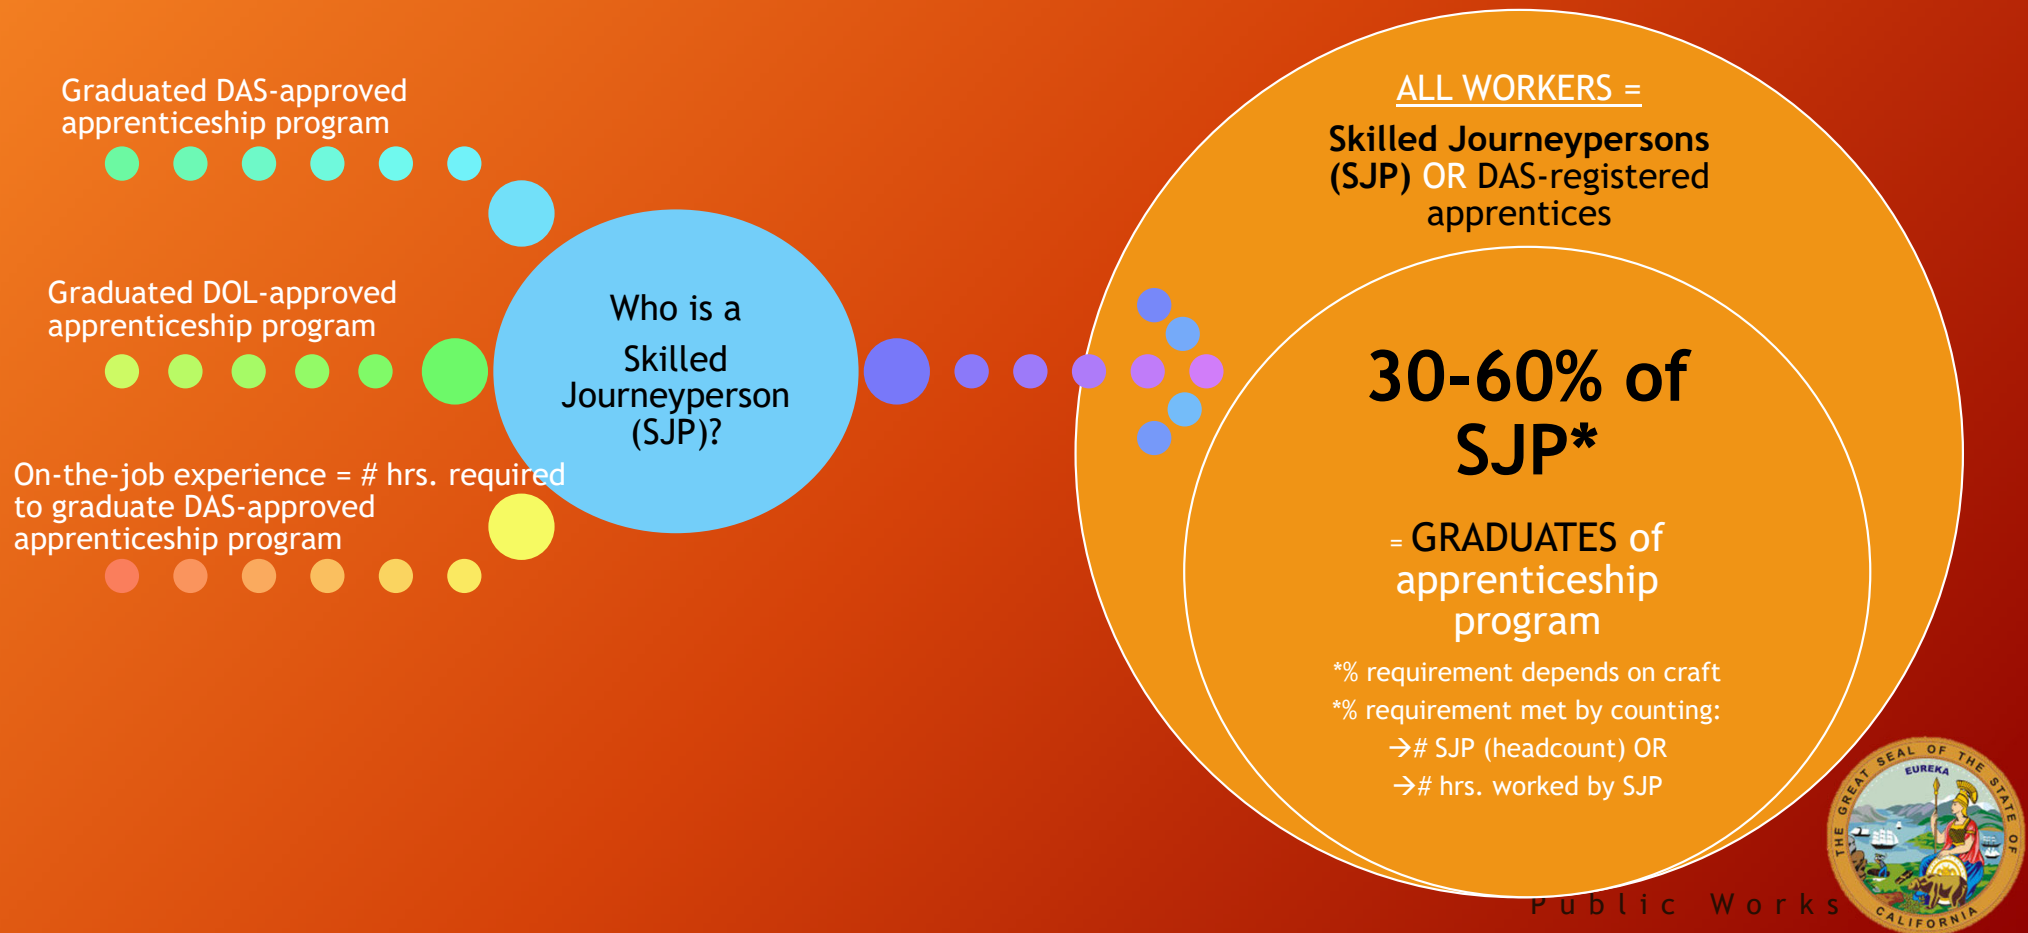 Graduated DAS-approved
apprenticeship program
Graduated DOL-approved
apprenticeship program
On-the-job experience = # hrs. required
to graduate DAS-approved
apprenticeship program
Who is a
Skilled
Journeyperson
(SJP)?
ALL WORKERS =
Skilled Journeypersons
(SJP) OR DAS-registered
apprentices
30-60% of
SJP*
= GRADUATES of
apprenticeship
program
*% requirement depends on craft
*% requirement met by counting:
→# SJP (headcount) OR
→# hrs. worked by SJP
Public Works
THE GREAT SEAL OF THE STATE OF CALIFORNIA
EUREKA